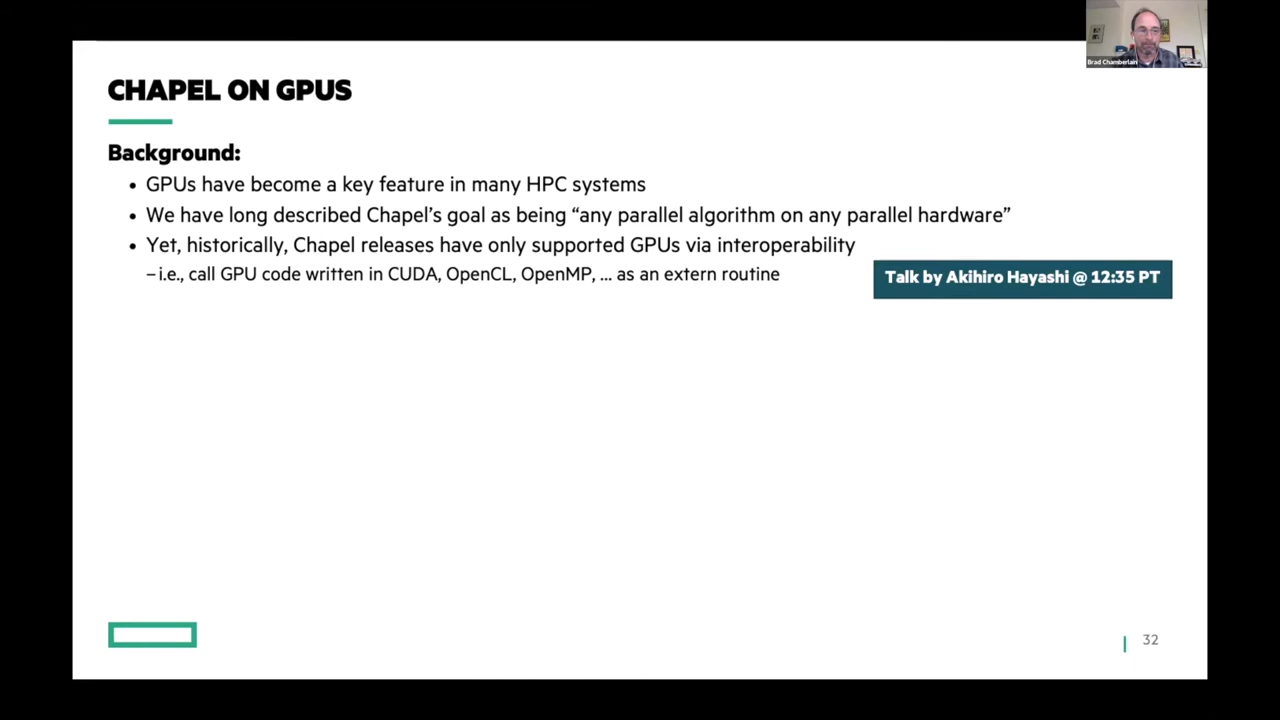 Brad Chamberlain
CHAPEL ON GPUS
Background:
• GPUs have become a key feature in many HPC systems
• We have long described Chapel’s goal as being “any parallel algorithm on any parallel hardware”
• Yet, historically, Chapel releases have only supported GPUs via interoperability
– i.e., call GPU code written in CUDA, OpenCL, OpenMP, … as an extern routine
Talk by Akihiro Hayashi @ 12:35 PT
32